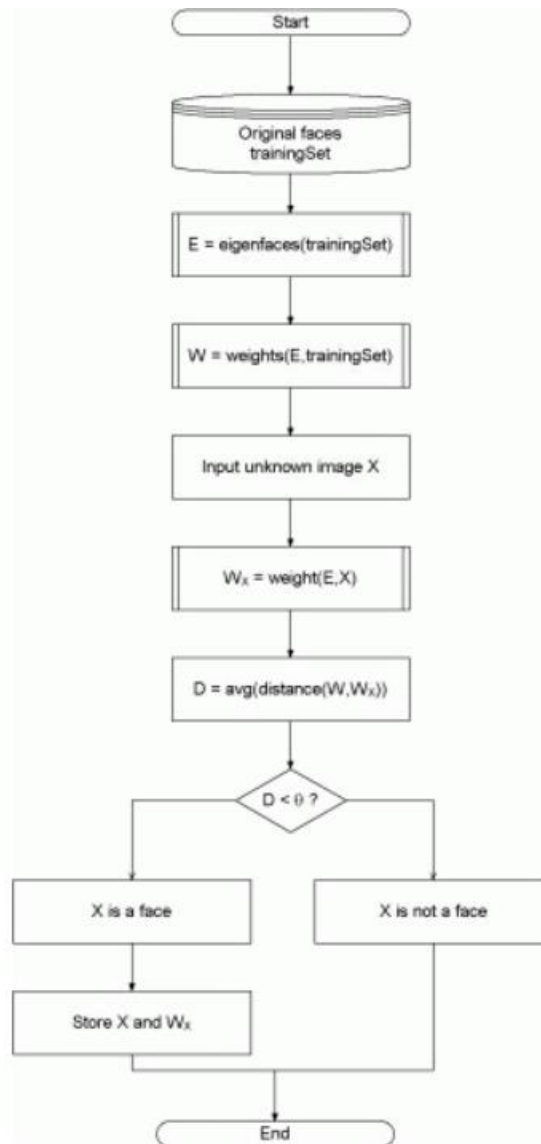 Start
Original faces
trainingSet
E = eigenfaces(trainingSet)
W = weights(E,trainingSet)
Input unknown image X
Wₓ = weight(E,X)
D = avg(distance(W,Wₓ))
D < θ ?
X is a face
X is not a face
Store X and Wₓ
End